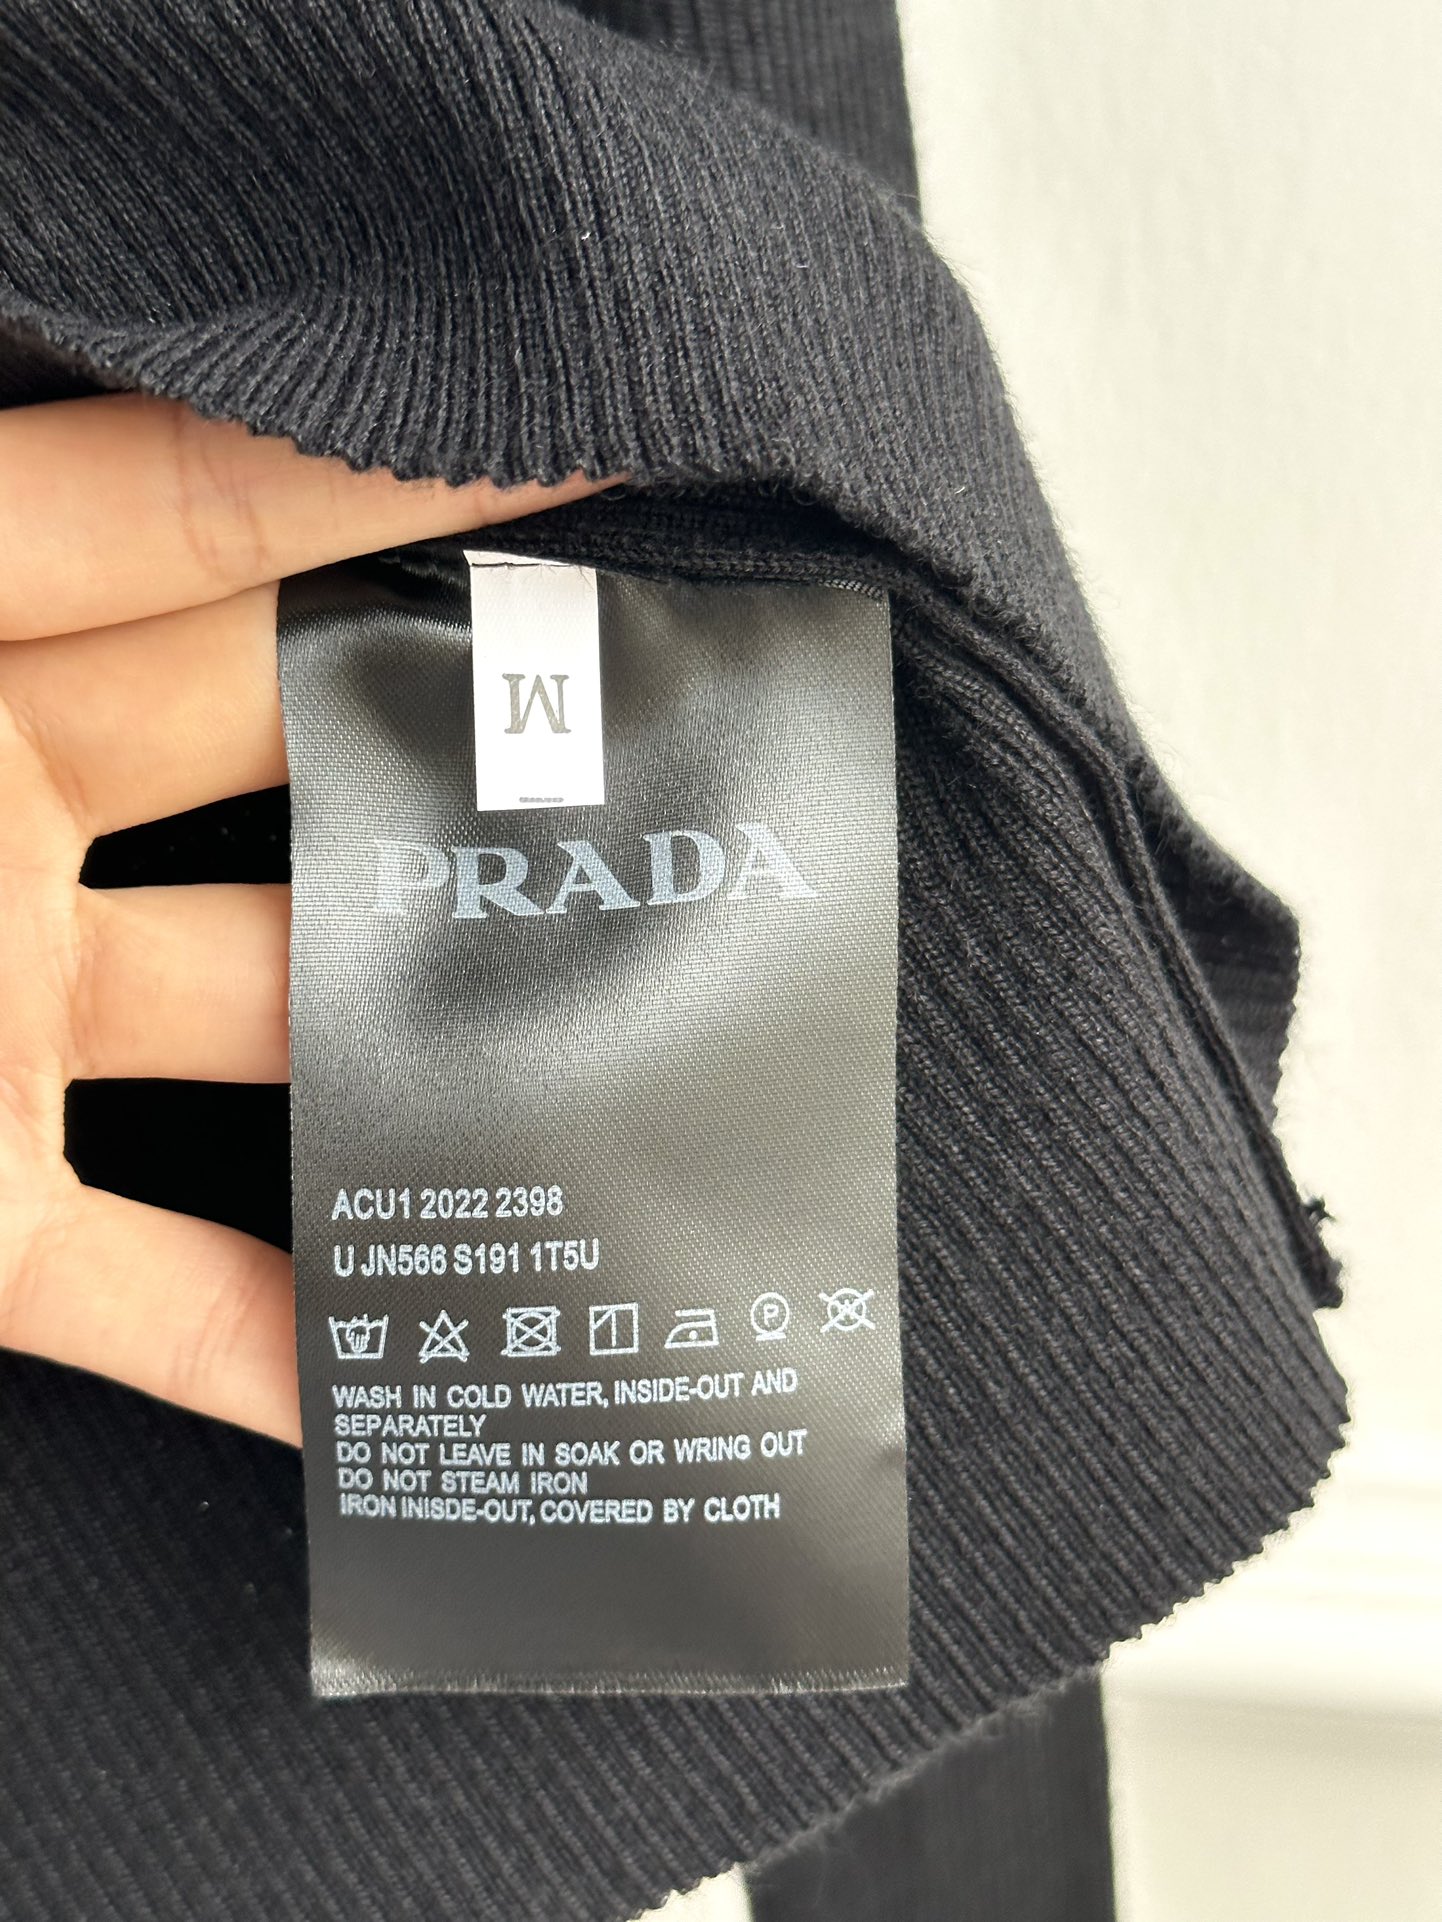 M
PRADA
ACU1 2022 2398
U JN566 S191 1T5U
P
W
WASH IN COLD WATER, INSIDE-OUT AND
SEPARATELY
DO NOT LEAVE IN SOAK OR WRING OUT
DO NOT STEAM IRON
IRON INISDE-OUT, COVERED BY CLOTH